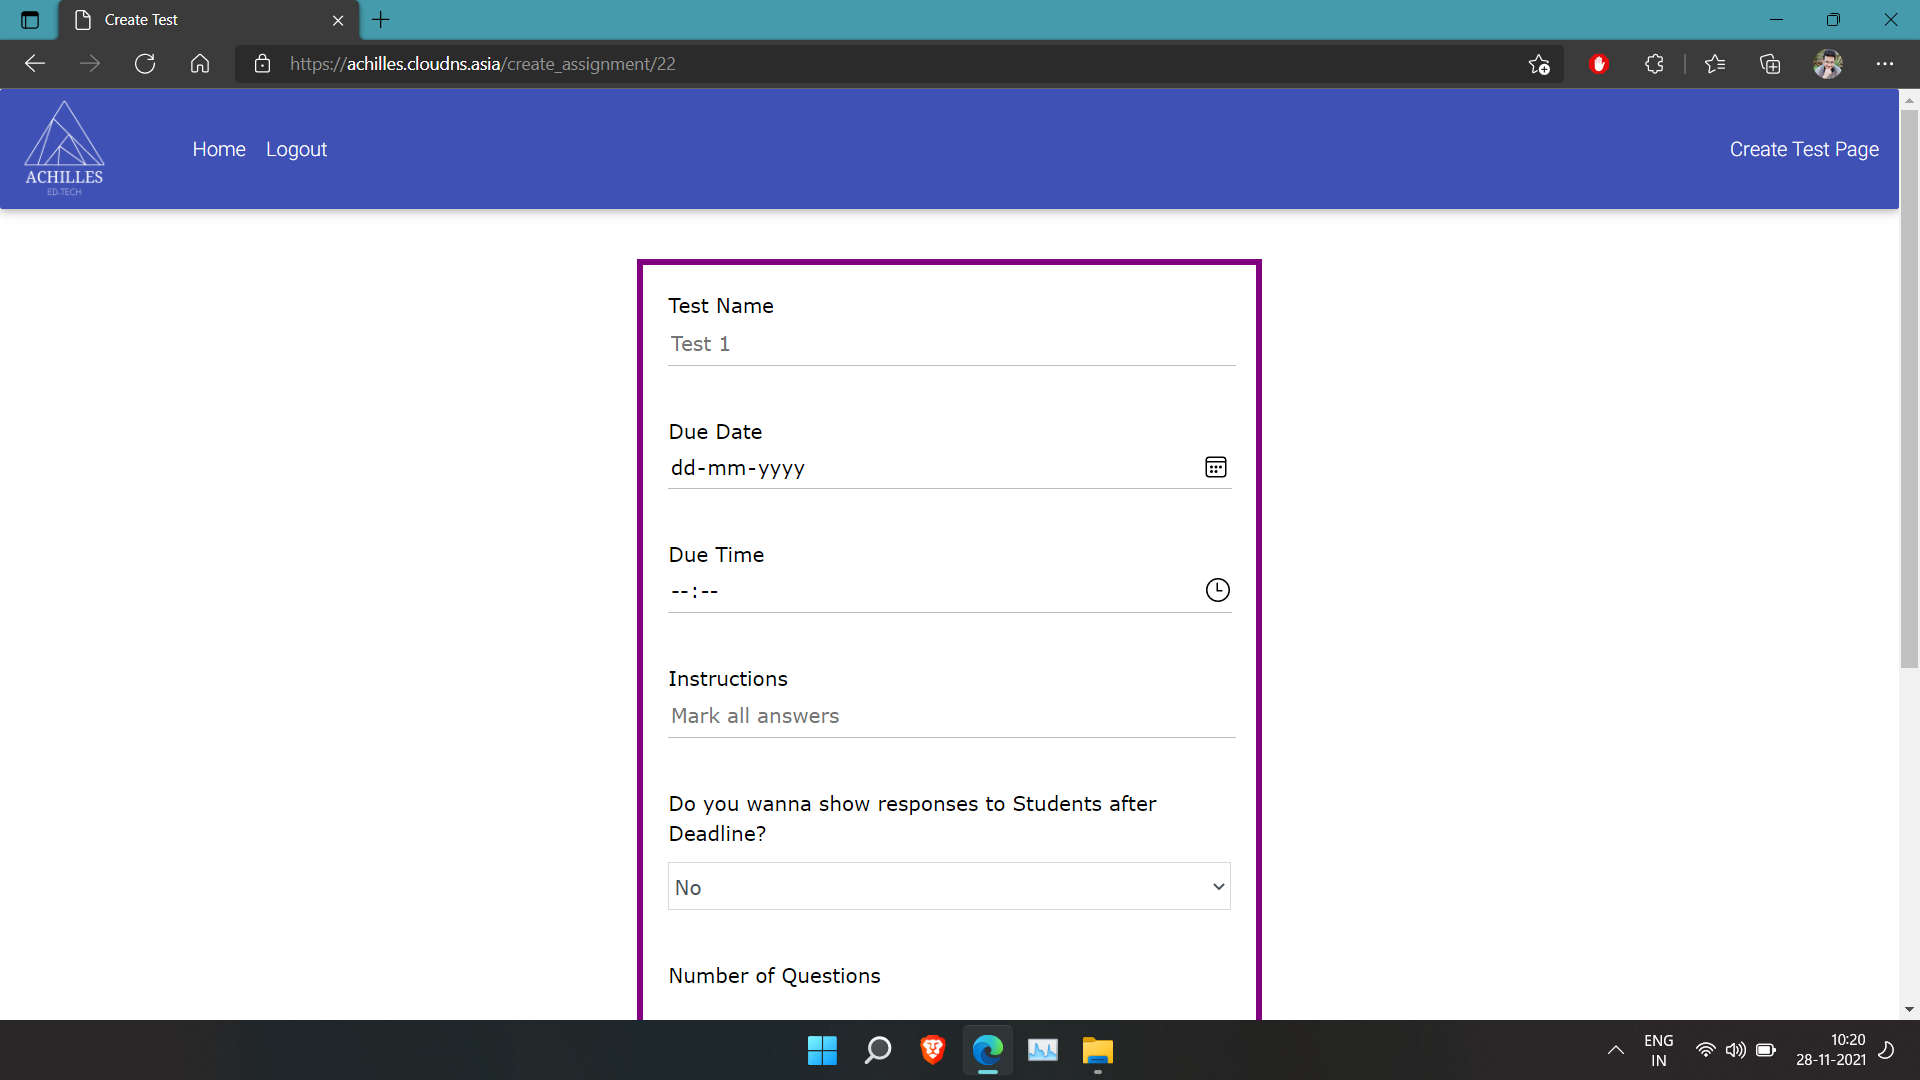 Create Test
https://achilles.cloudns.asia/create_assignment/22
ACHILLES
ED-TECH
Home Logout
Create Test Page
Test Name
Test 1
Due Date
dd-mm-yyyy
Due Time
--:--
Instructions
Mark all answers
Do you wanna show responses to Students after
Deadline?
No
Number of Questions
ENG
IN
10:20
28-11-2021